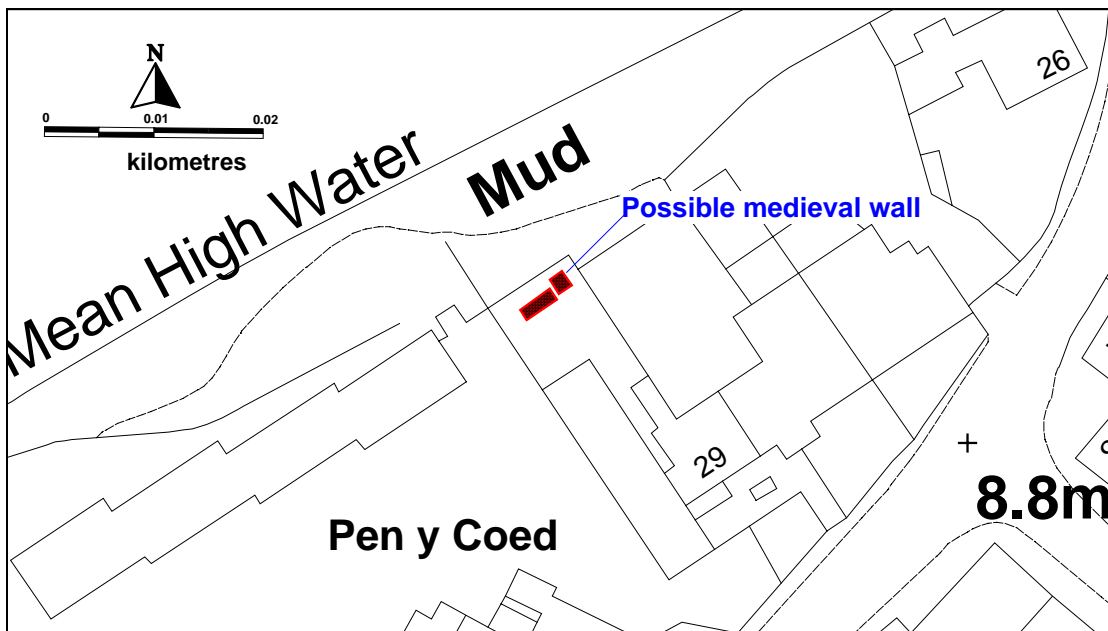 N
0 0.01 0.02
kilometres
Mean High Water
Mud
26
Possible medieval wall
29
8.8m
Pen y Coed